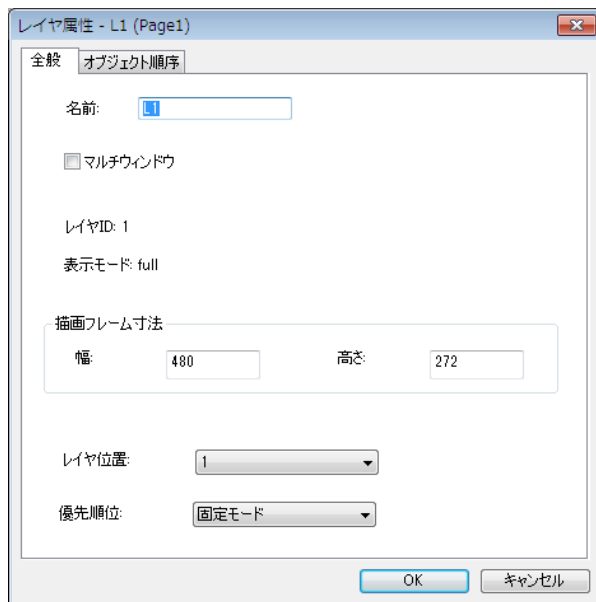 レイヤ属性 - L1 (Page1)
全般 オブジェクト順序
名前: L1
マルチウィンドウ
レイヤID: 1
表示モード: full
描画フレーム寸法
幅: 480 高さ: 272
レイヤ位置: 1
優先順位: 固定モード
OK キャンセル